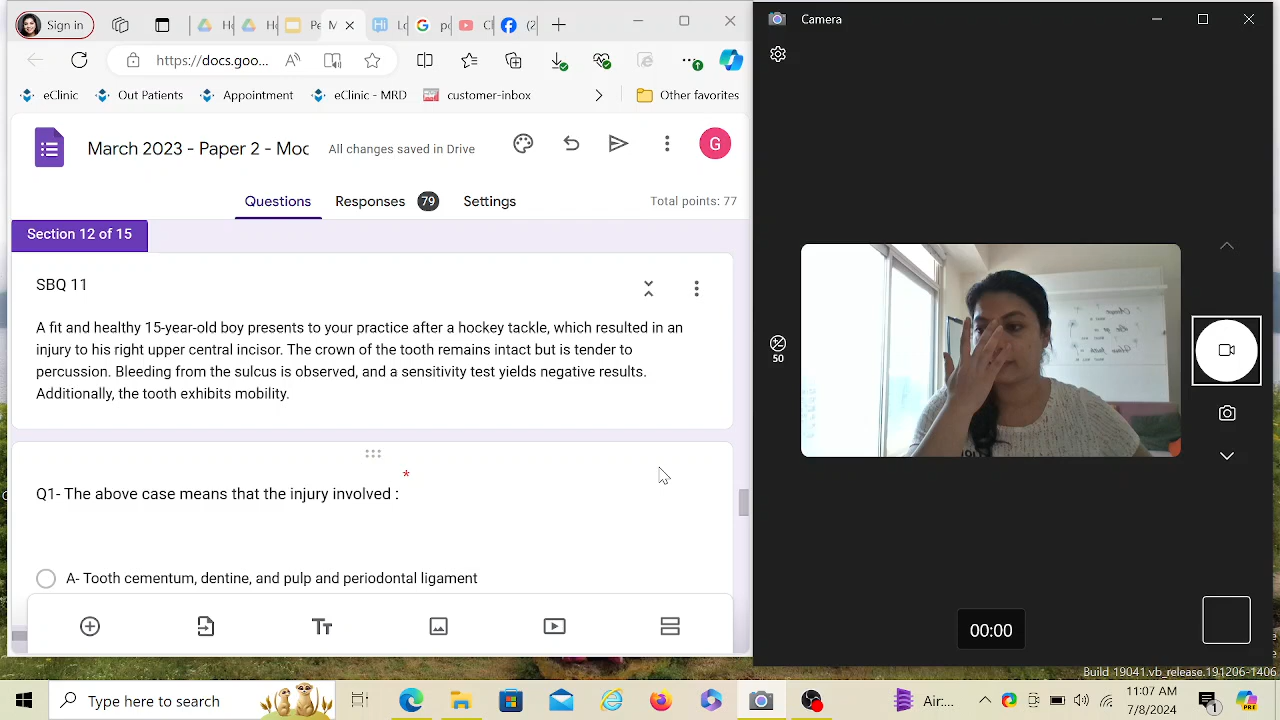 Sign
Camera
https://docs.goo...
eClinic
Out Patients
Appointment
eClinic - MRD
customer-inbox
Other favorites
March 2023 - Paper 2 - Moc
All changes saved in Drive
G
Questions
Responses
79
Settings
Total points: 77
Section 12 of 15
SBQ 11
A fit and healthy 15-year-old boy presents to your practice after a hockey tackle, which resulted in an
injury to his right upper central incisor. The crown of the tooth remains intact but is tender to
percussion. Bleeding from the sulcus is observed, and a sensitivity test yields negative results.
Additionally, the tooth exhibits mobility.
*
Q1- The above case means that the injury involved :
A- Tooth cementum, dentine, and pulp and periodontal ligament
50
00:00
Build 19041.vb_release.191206-1406
Type here to search
Air...
11:07 AM
7/8/2024
1
PRE